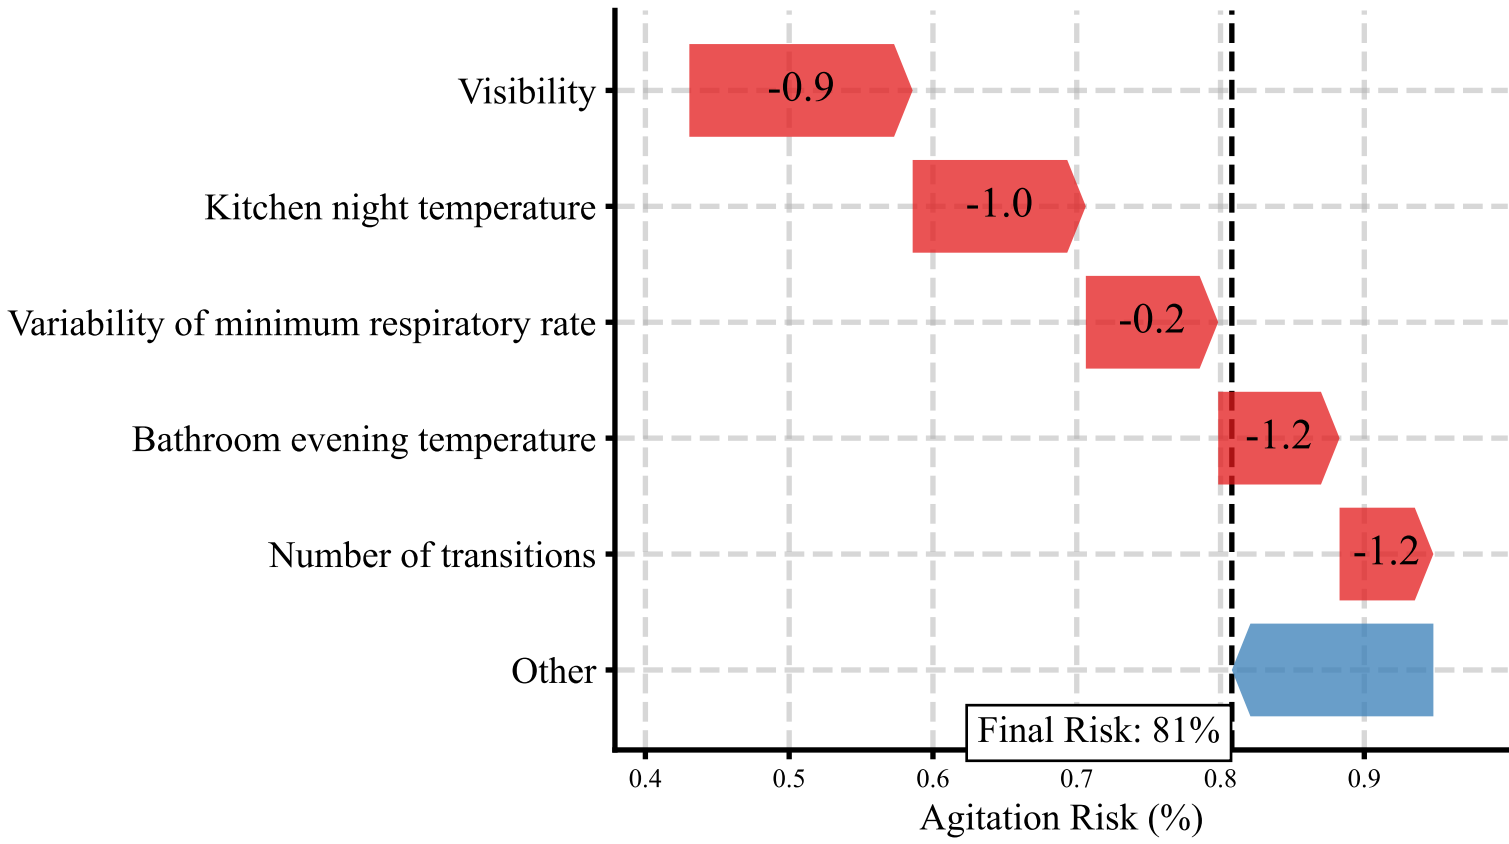 Visibility
-0.9
Kitchen night temperature
-1.0
Variability of minimum respiratory rate
-0.2
Bathroom evening temperature
-1.2
Number of transitions
-1.2
Other
Final Risk: 81%
0.4 0.5 0.6 0.7 0.8 0.9
Agitation Risk (%)